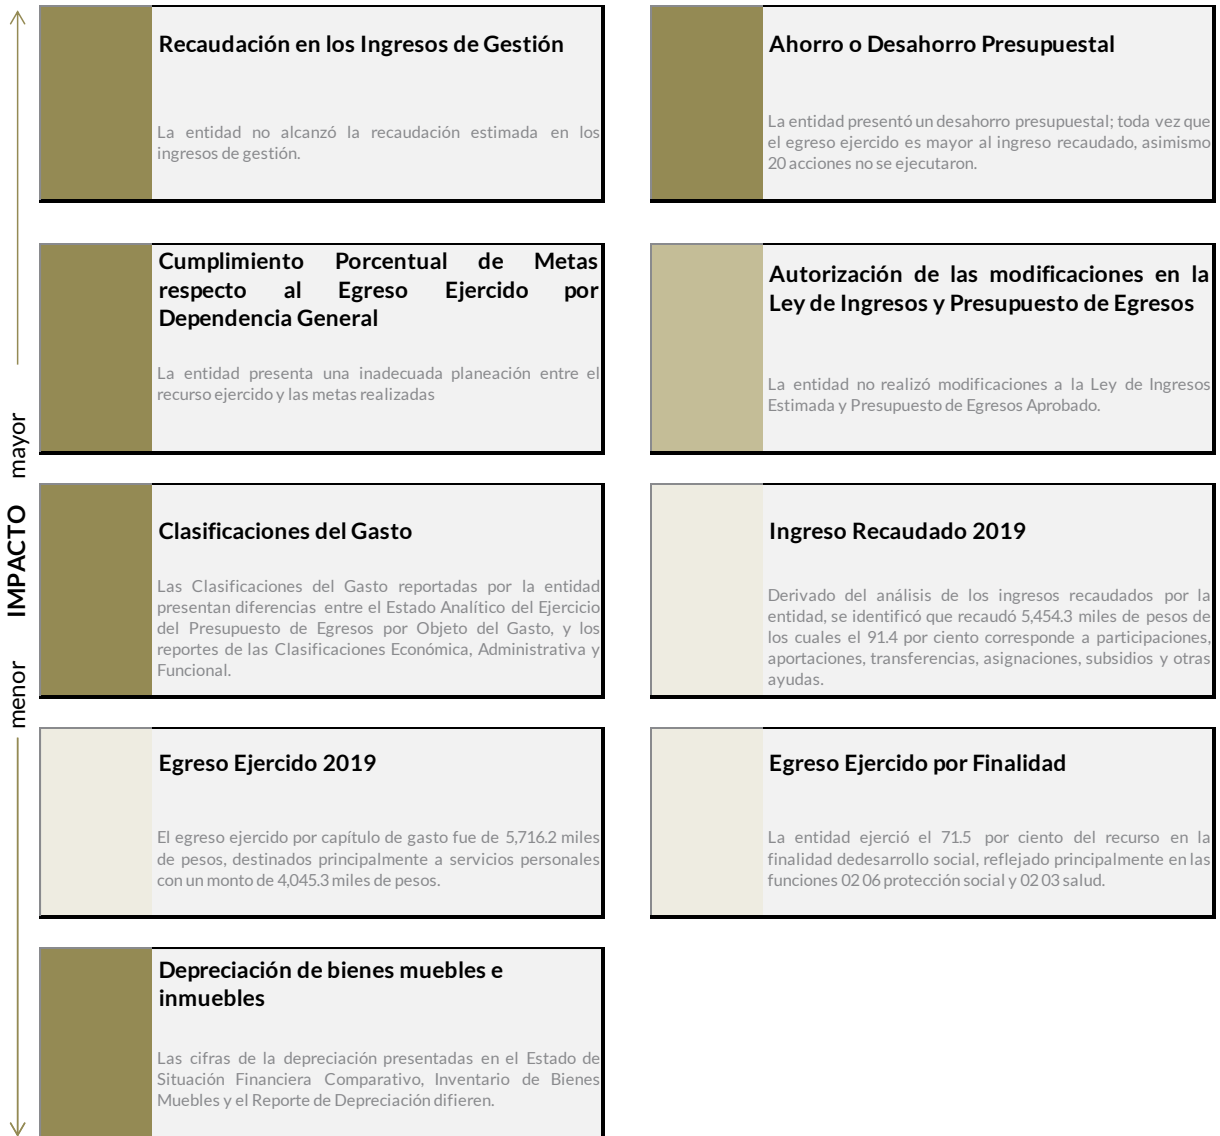 Recaudación en los Ingresos de Gestión
La entidad no alcanzó la recaudación estimada en los
ingresos de gestión.
Ahorro o Desahorro Presupuestal
La entidad presentó un desahorro presupuestal; toda vez que
el egreso ejercido es mayor al ingreso recaudado, asimismo
20 acciones no se ejecutaron.
Cumplimiento Porcentual de Metas
respecto al Egreso Ejercido por
Dependencia General
La entidad presenta una inadecuada planeación entre el
recurso ejercido y las metas realizadas
Autorización de las modificaciones en la
Ley de Ingresos y Presupuesto de Egresos
La entidad no realizó modificaciones a la Ley de Ingresos
Estimada y Presupuesto de Egresos Aprobado.
menor IMPACTO mayor
Clasificaciones del Gasto
Las Clasificaciones del Gasto reportadas por la entidad
presentan diferencias entre el Estado Analítico del Ejercicio
del Presupuesto de Egresos por Objeto del Gasto, y los
reportes de las Clasificaciones Económica, Administrativa y
Funcional.
Ingreso Recaudado 2019
Derivado del análisis de los ingresos recaudados por la
entidad, se identificó que recaudó 5,454.3 miles de pesos de
los cuales el 91.4 por ciento corresponde a participaciones,
aportaciones, transferencias, asignaciones, subsidios y otras
ayudas.
Egreso Ejercido 2019
El egreso ejercido por capítulo de gasto fue de 5,716.2 miles
de pesos, destinados principalmente a servicios personales
con un monto de 4,045.3 miles de pesos.
Egreso Ejercido por Finalidad
La entidad ejerció el 71.5 por ciento del recurso en la
finalidad dedesarrollo social, reflejado principalmente en las
funciones 02 06 protección social y 02 03 salud.
Depreciación de bienes muebles e
inmuebles
Las cifras de la depreciación presentadas en el Estado de
Situación Financiera Comparativo, Inventario de Bienes
Muebles y el Reporte de Depreciación difieren.